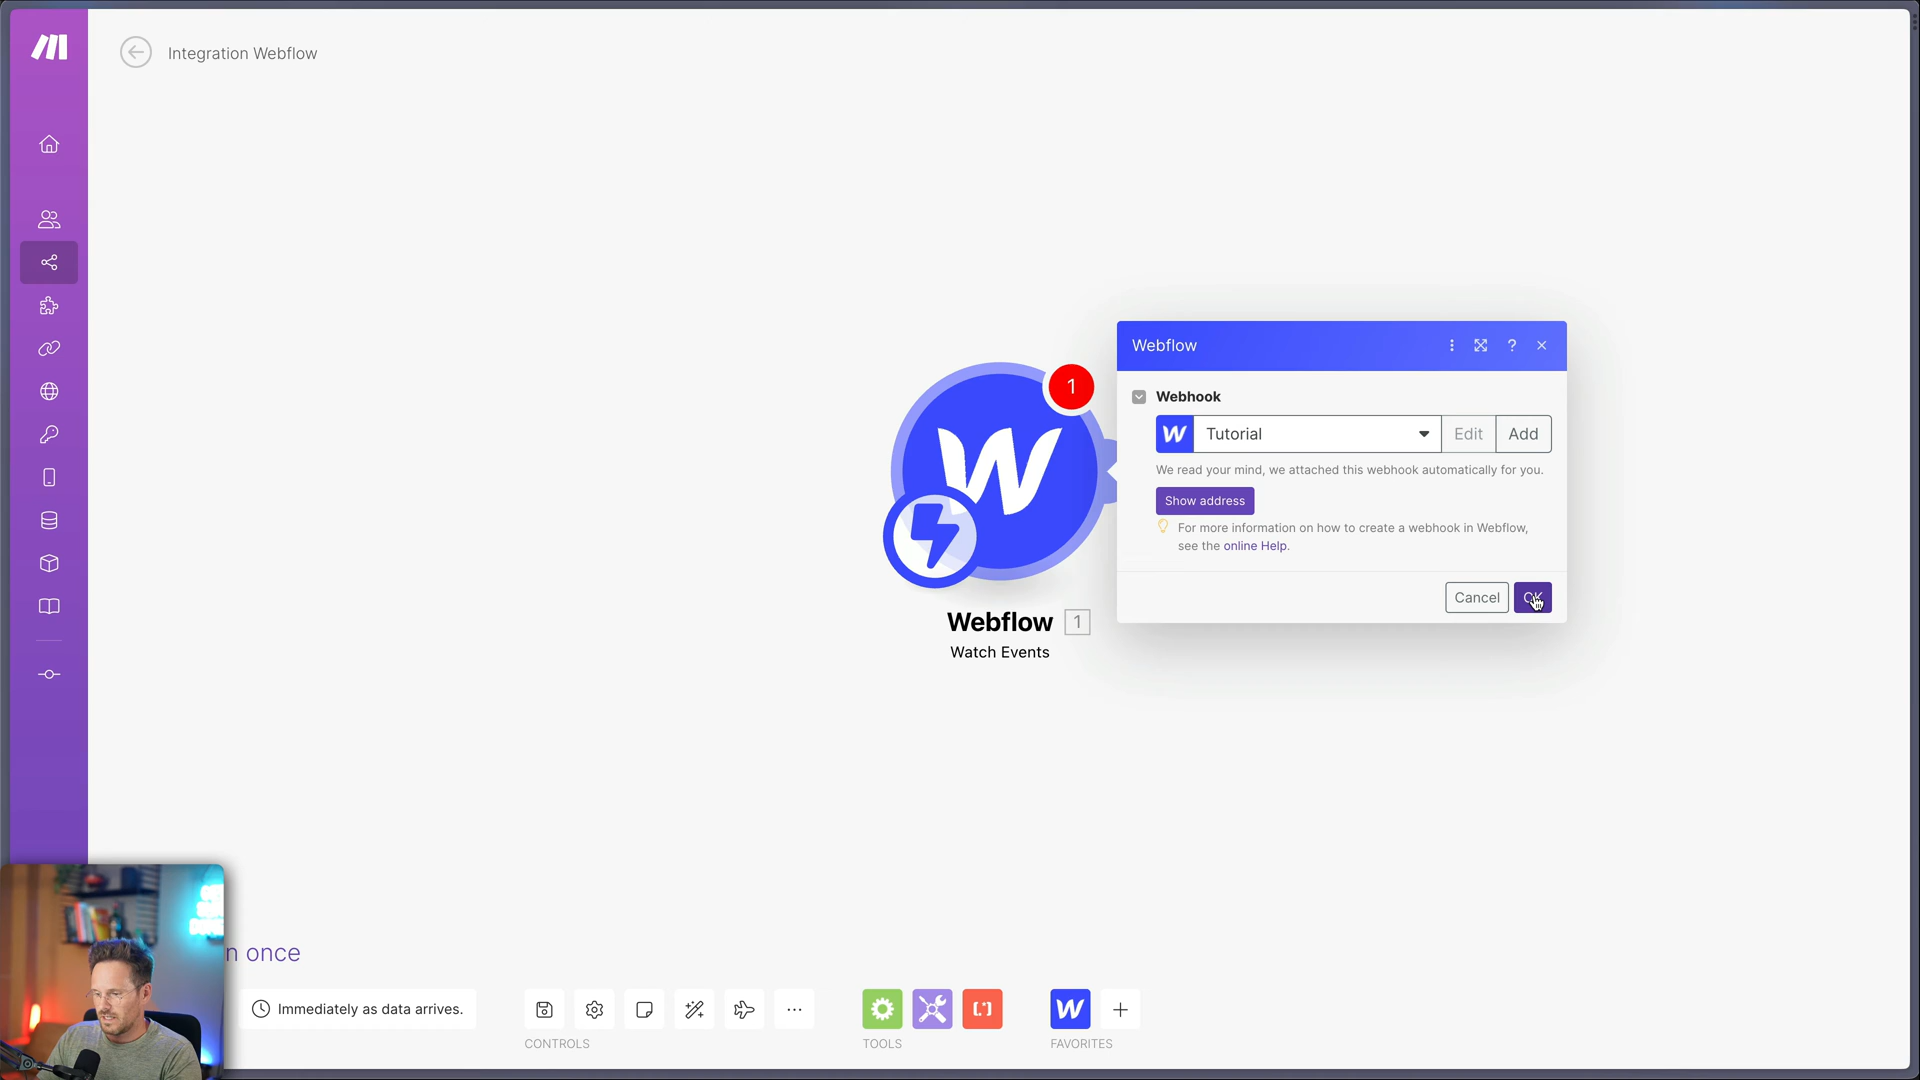 Integration Webflow
1
Webflow
?
Webhook
Tutorial
Edit
Add
We read your mind, we attached this webhook automatically for you.
Show address
For more information on how to create a webhook in Webflow,
see the online Help.
Cancel
OK
Webflow 1
Watch Events
n once
Immediately as data arrives.
CONTROLS
TOOLS
FAVORITES